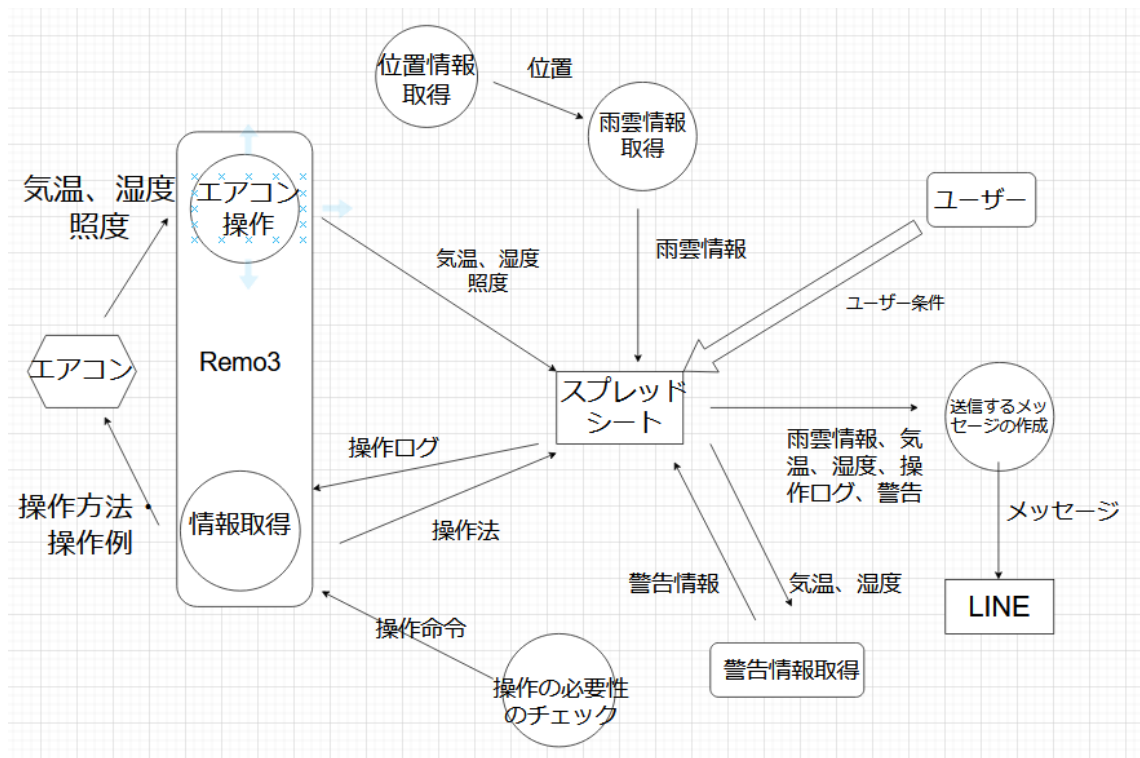 位置情報
取得
位置
雨雲情報
取得
エアコン
操作
気温、湿度
照度
ユーザー
雨雲情報
気温、湿度
照度
ユーザー条件
エアコン
Remo3
スプレッド
シート
送信するメッ
セージの作成
雨雲情報、気
温、湿度、操
作ログ、警告
操作ログ
操作方法
操作例
情報取得
操作法
メッセージ
警告情報
気温、湿度
LINE
操作命令
警告情報取得
操作の必要性
のチェック